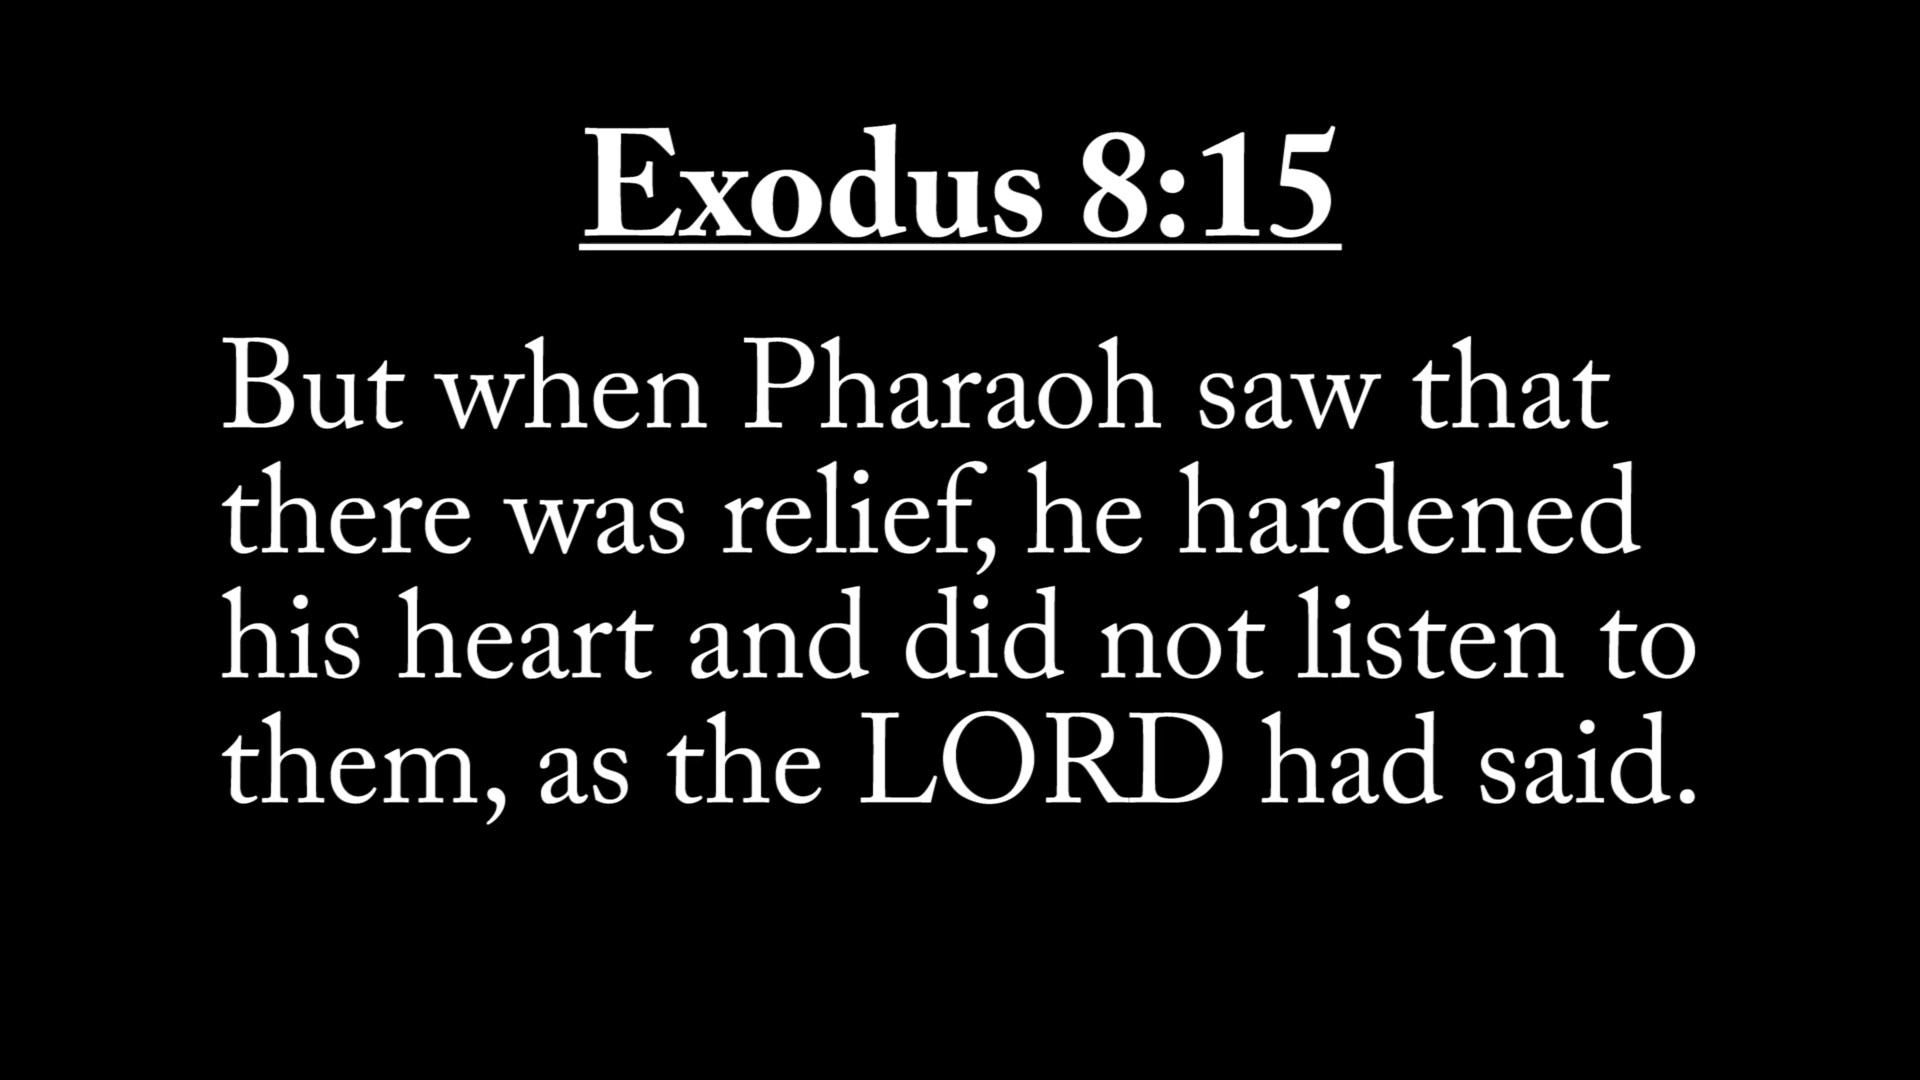 Exodus 8:15
But when Pharaoh saw that
there was relief, he hardened
his heart and did not listen to
them, as the LORD had said.